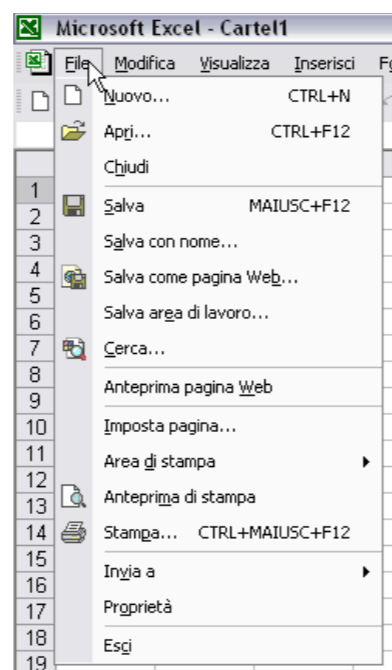 Microsoft Excel - Cartel1
File Modifica Visualizza Inserisci
Nuovo... CTRL+N
Apri... CTRL+F12
Chiudi
1
Salva MAIUSC+F12
2
3 Salva con nome...
4 Salva come pagina Web...
5
6 Salva area di lavoro...
7 Cerca...
8
9 Anteprima pagina Web
10 Imposta pagina...
11 Area di stampa
12
13 Anteprima di stampa
14 Stampa... CTRL+MAIUSC+F12
15
16 Invia a
17 Proprietà
18 Esci
19